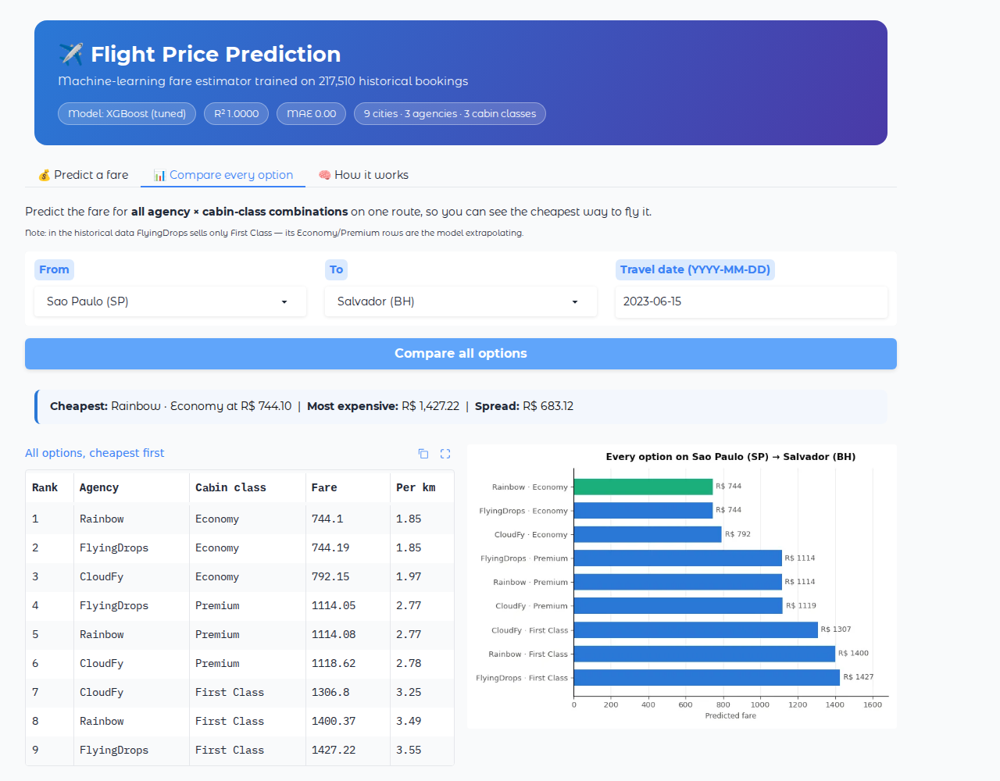 ✈️ Flight Price Prediction
Machine-learning fare estimator trained on 217,510 historical bookings
Model: XGBoost (tuned) R² 1.0000 MAE 0.00 9 cities · 3 agencies · 3 cabin classes
💰 Predict a fare 📊 Compare every option 🧠 How it works
Predict the fare for all agency × cabin-class combinations on one route, so you can see the cheapest way to fly it.
Note: in the historical data FlyingDrops sells only First Class — its Economy/Premium rows are the model extrapolating.
From To Travel date (YYYY-MM-DD)
Sao Paulo (SP) Salvador (BH) 2023-06-15
Compare all options
Cheapest: Rainbow · Economy at R$ 744.10 | Most expensive: R$ 1,427.22 | Spread: R$ 683.12
All options, cheapest first
Rank Agency Cabin class Fare Per km
1 Rainbow Economy 744.1 1.85
2 FlyingDrops Economy 744.19 1.85
3 CloudFy Economy 792.15 1.97
4 FlyingDrops Premium 1114.05 2.77
5 Rainbow Premium 1114.08 2.77
6 CloudFy Premium 1118.62 2.78
7 CloudFy First Class 1306.8 3.25
8 Rainbow First Class 1400.37 3.49
9 FlyingDrops First Class 1427.22 3.55
Every option on Sao Paulo (SP) → Salvador (BH)
Rainbow · Economy R$ 744
FlyingDrops · Economy R$ 744
CloudFy · Economy R$ 792
FlyingDrops · Premium R$ 1114
Rainbow · Premium R$ 1114
CloudFy · Premium R$ 1119
CloudFy · First Class R$ 1307
Rainbow · First Class R$ 1400
FlyingDrops · First Class R$ 1427
0 200 400 600 800 1000 1200 1400 1600
Predicted fare